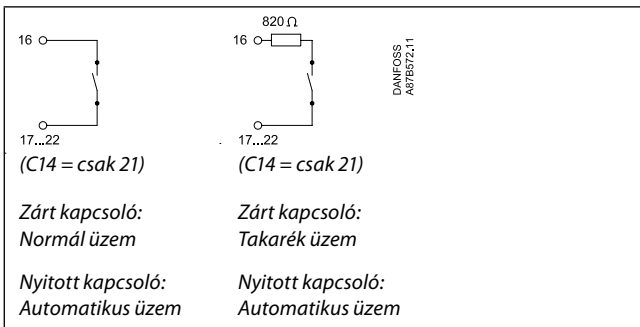 820 Ω
16
16
DANFOSS
A87B572.11
17...22
17...22
(C14 = csak 21)
(C14 = csak 21)
Zárt kapcsoló:
Normál üzem
Zárt kapcsoló:
Takarék üzem
Nyitott kapcsoló:
Automatikus üzem
Nyitott kapcsoló:
Automatikus üzem